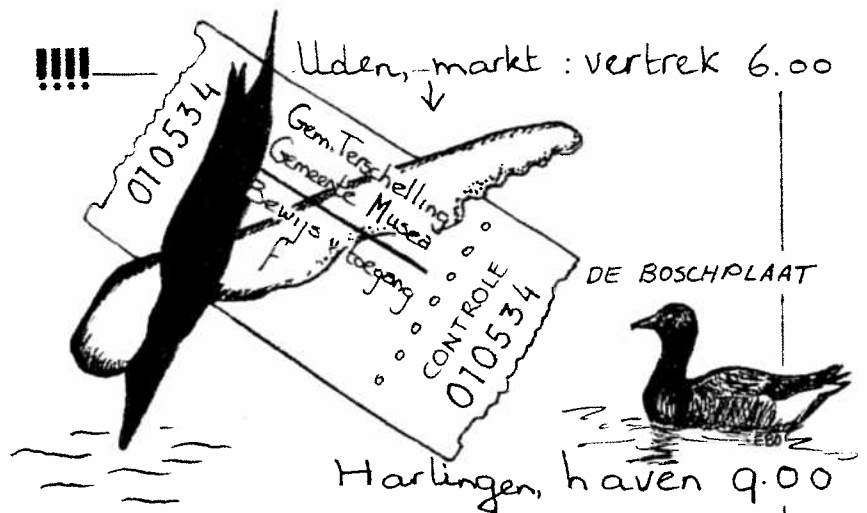 !!!! Uden, markt : vertrek 6.00
010534
Gem. Terschelling
Gemeente Musea
Bewijs v toegang
F
CONTROLE
010534
DE BOSCHPLAAT
EBO
Harlingen, haven 9.00